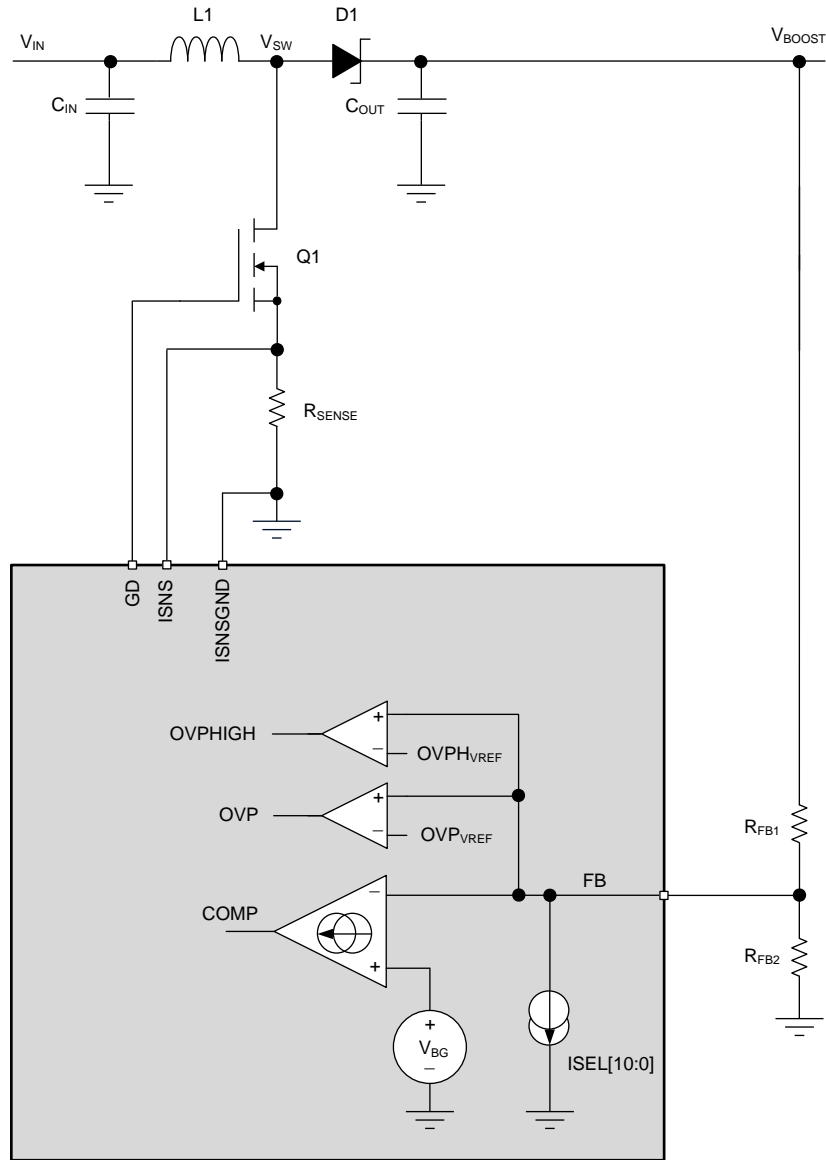 L1
D1
V_IN
V_SW
V_BOOST
C_IN
C_OUT
Q1
R_SENSE
GD
ISNS
ISNSGND
+
OVPHIGH
−
OVPH_VREF
+
OVP
−
OVP_VREF
R_FB1
FB
−
COMP
+
R_FB2
+
V_BG
−
ISEL[10:0]